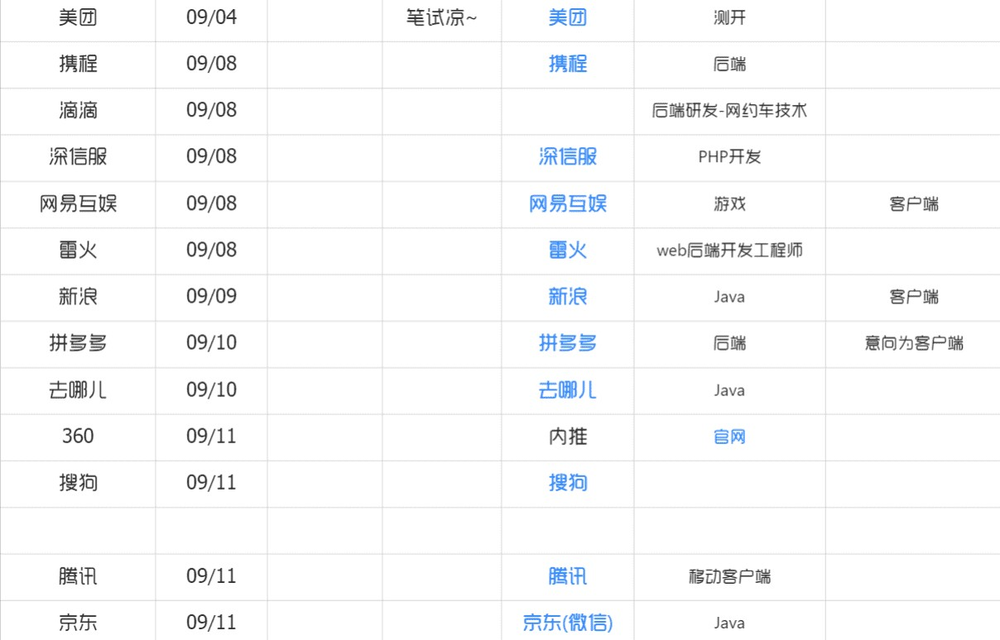 美团 09/04 笔试凉~ 美团 测开
携程 09/08 携程 后端
滴滴 09/08 后端研发-网约车技术
深信服 09/08 深信服 PHP开发
网易互娱 09/08 网易互娱 游戏 客户端
雷火 09/08 雷火 web后端开发工程师
新浪 09/09 新浪 Java 客户端
拼多多 09/10 拼多多 后端 意向为客户端
去哪儿 09/10 去哪儿 Java
360 09/11 内推 官网
搜狗 09/11 搜狗
腾讯 09/11 腾讯 移动客户端
京东 09/11 京东(微信) Java